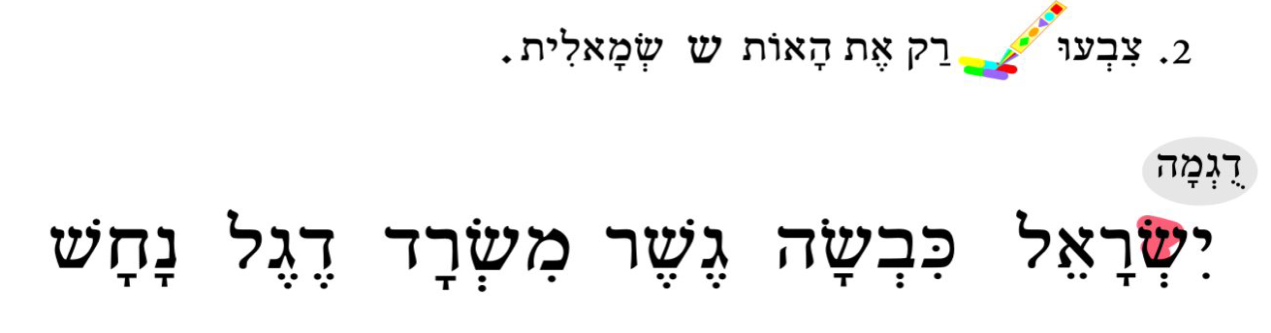 2. צִבְעוּ רַק אֶת הָאוֹת ש שְׂמָאלִית.
דֻגְמָה
יִשְׂרָאֵל כִּבְשָׂה גֶשֶׁר מִשְׂרָד דֶגֶל נָחָשׁ